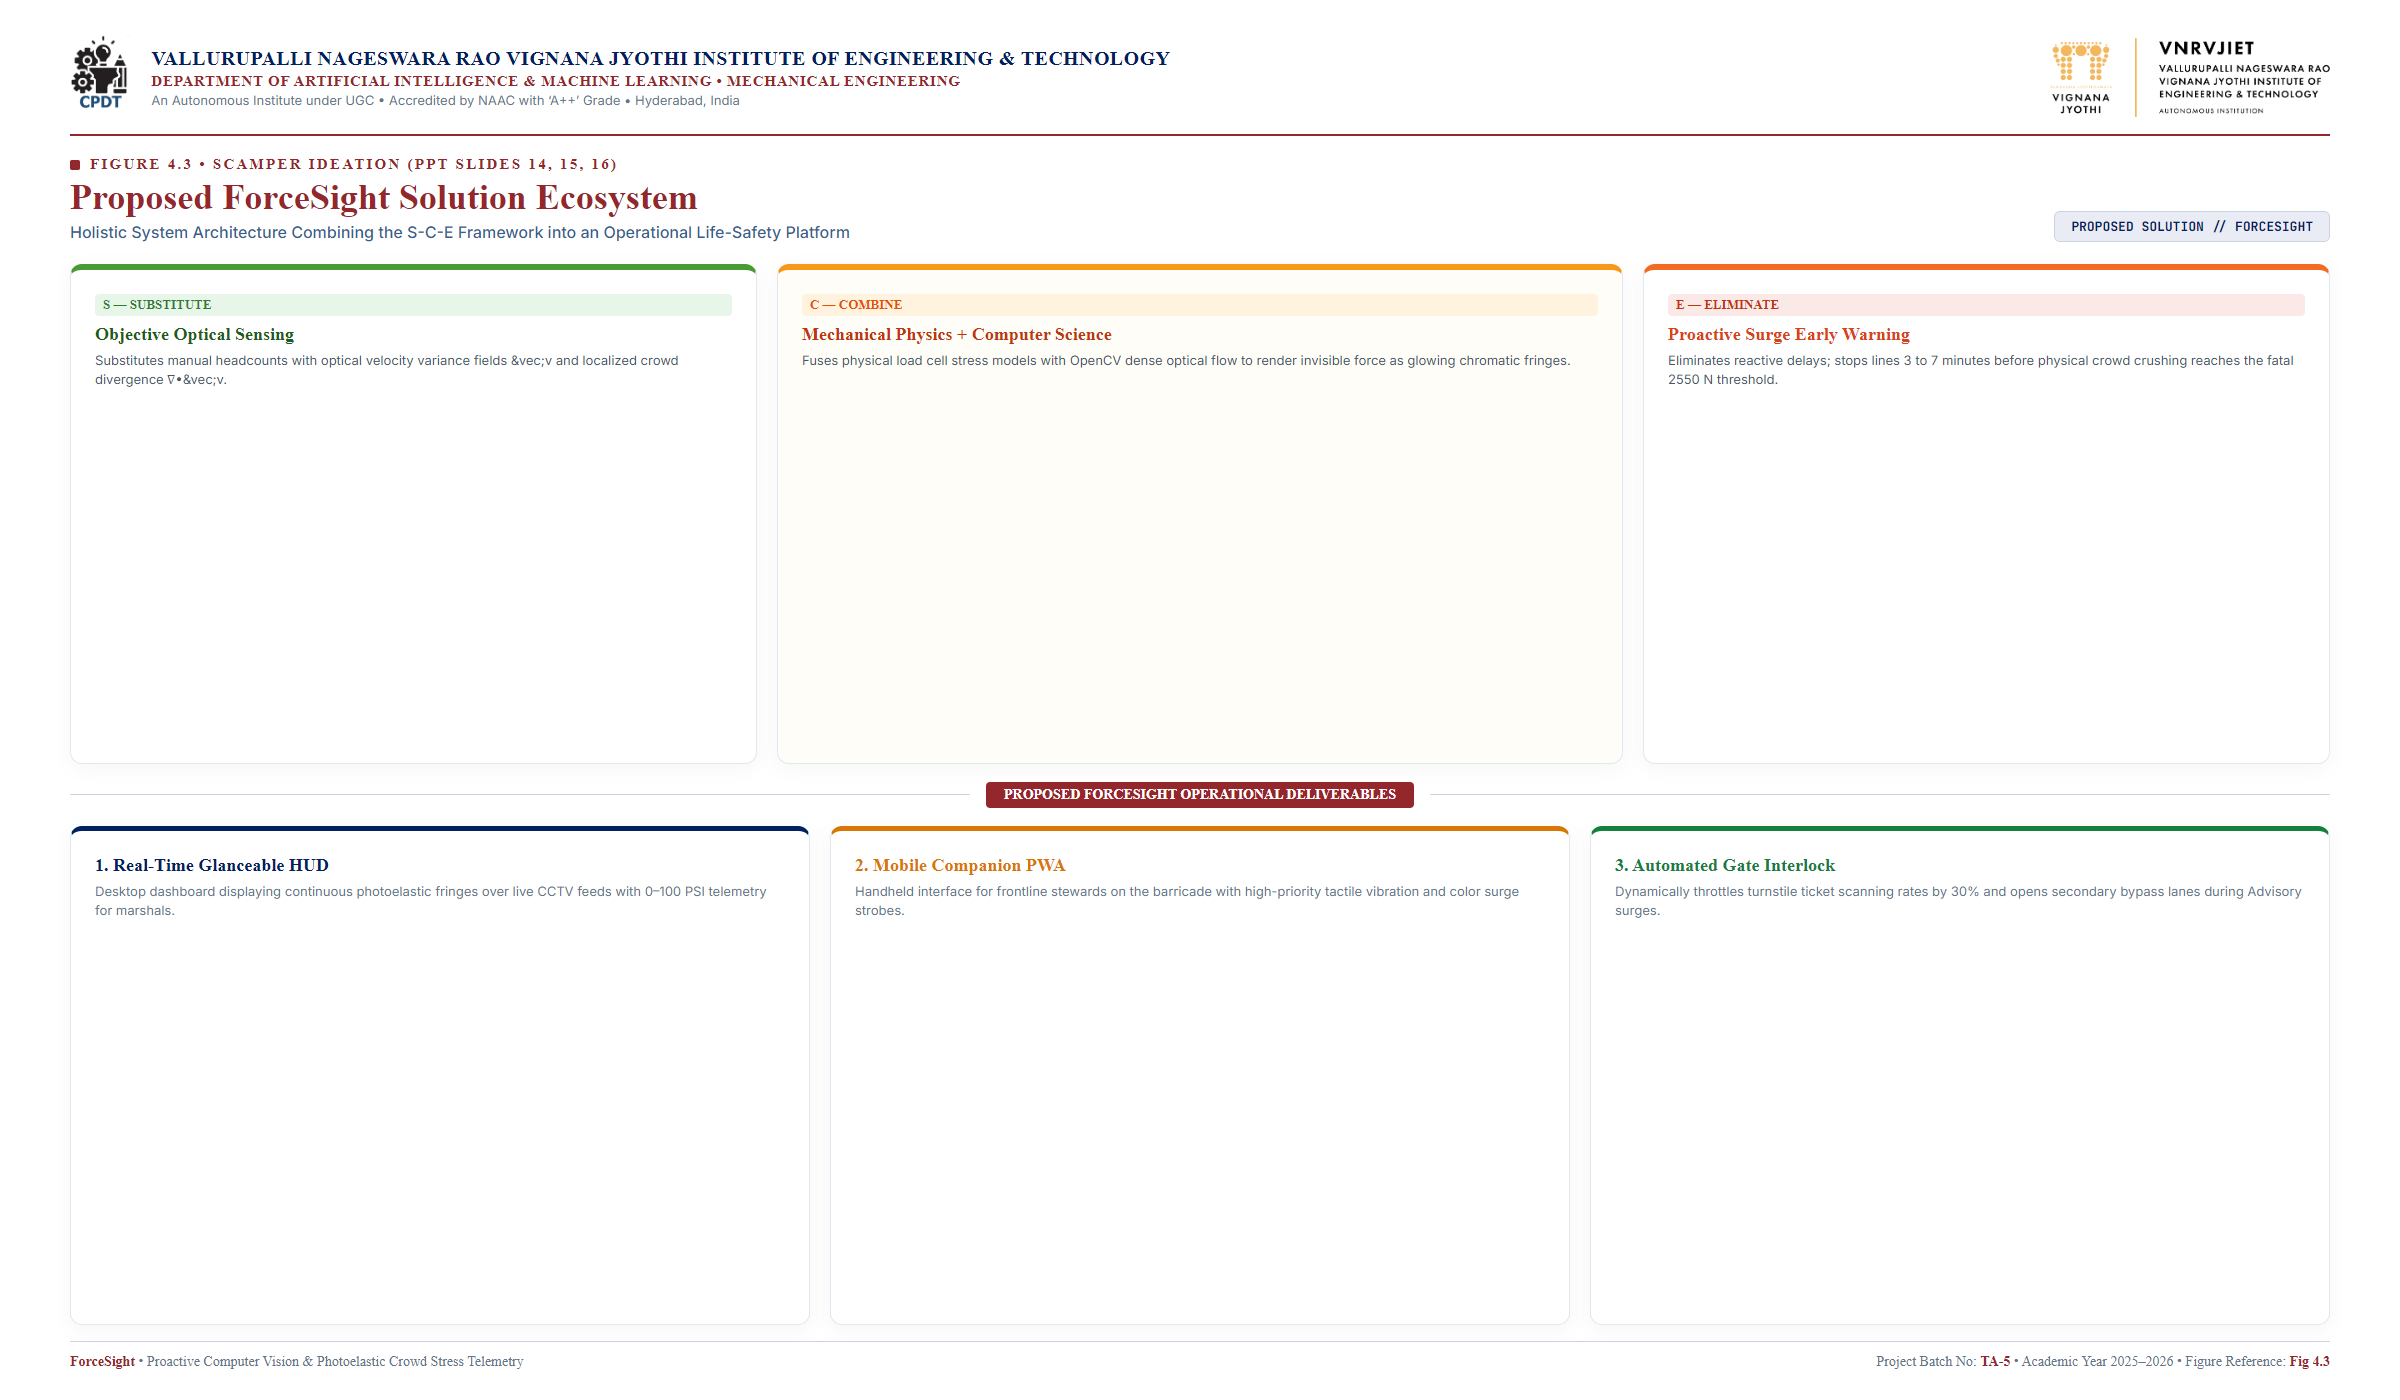 CPDT
VALLURUPALLI NAGESWARA RAO VIGNANA JYOTHI INSTITUTE OF ENGINEERING & TECHNOLOGY
DEPARTMENT OF ARTIFICIAL INTELLIGENCE & MACHINE LEARNING • MECHANICAL ENGINEERING
An Autonomous Institute under UGC • Accredited by NAAC with ‘A++’ Grade • Hyderabad, India
VIGNANA
JYOTHI
VNRVJIET
VALLURUPALLI NAGESWARA RAO
VIGNANA JYOTHI INSTITUTE OF
ENGINEERING & TECHNOLOGY
AUTONOMOUS INSTITUTION
FIGURE 4.3 • SCAMPER IDEATION (PPT SLIDES 14, 15, 16)
Proposed ForceSight Solution Ecosystem
Holistic System Architecture Combining the S-C-E Framework into an Operational Life-Safety Platform
PROPOSED SOLUTION // FORCESIGHT
S — SUBSTITUTE
Objective Optical Sensing
Substitutes manual headcounts with optical velocity variance fields &vec;v and localized crowd
divergence ∇•&vec;v.
C — COMBINE
Mechanical Physics + Computer Science
Fuses physical load cell stress models with OpenCV dense optical flow to render invisible force as glowing chromatic fringes.
E — ELIMINATE
Proactive Surge Early Warning
Eliminates reactive delays; stops lines 3 to 7 minutes before physical crowd crushing reaches the fatal
2550 N threshold.
PROPOSED FORCESIGHT OPERATIONAL DELIVERABLES
1. Real-Time Glanceable HUD
Desktop dashboard displaying continuous photoelastic fringes over live CCTV feeds with 0–100 PSI telemetry
for marshals.
2. Mobile Companion PWA
Handheld interface for frontline stewards on the barricade with high-priority tactile vibration and color surge
strobes.
3. Automated Gate Interlock
Dynamically throttles turnstile ticket scanning rates by 30% and opens secondary bypass lanes during Advisory
surges.
ForceSight • Proactive Computer Vision & Photoelastic Crowd Stress Telemetry
Project Batch No: TA-5 • Academic Year 2025–2026 • Figure Reference: Fig 4.3